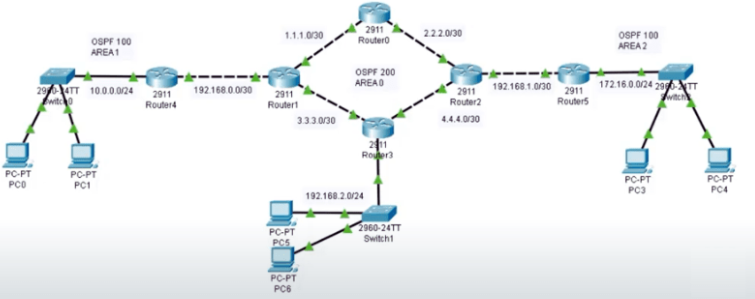 2911
Router0
1.1.1.0/30
2.2.2.0/30
OSPF 100
AREA1
OSPF 100
AREA 2
OSPF 200
AREA 0
2960-24TT
Switch0
10.0.0.0/24
2911
Router4
192.168.0.0/30
2911
Router1
2911
Router2
192.168.1.0/30
2911
Router5
172.16.0.0/24
2960-24TT
3.3.3.0/30
4.4.4.0/30
2911
Router3
PC-PT
PC0
PC-PT
PC1
PC-PT
PC3
PC-PT
PC4
192.168.2.0/24
PC-PT
PC5
2960-24TT
Switch1
PC-PT
PC6